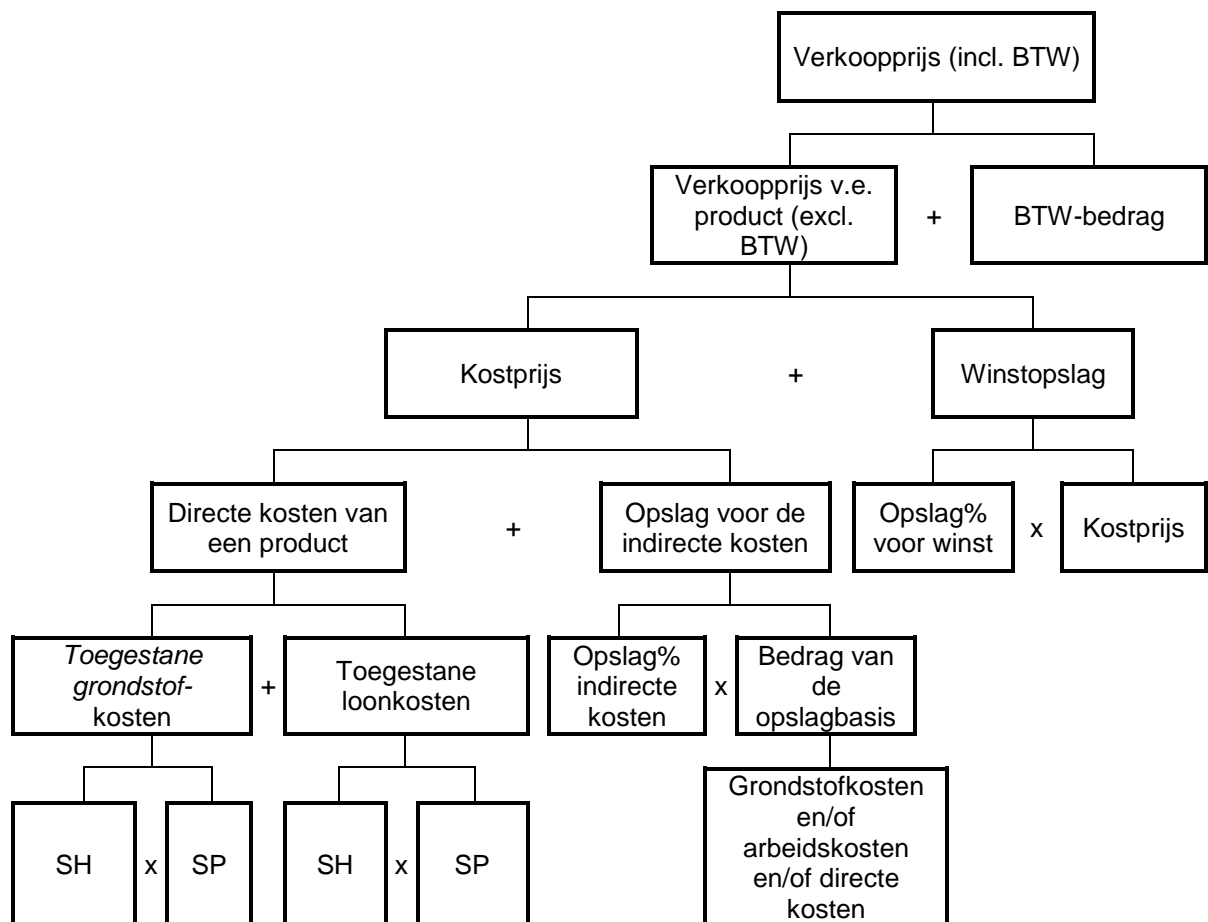 Verkoopprijs (incl. BTW)
Verkoopprijs v.e.
product (excl.
BTW)
+
BTW-bedrag
Kostprijs
+
Winstopslag
Directe kosten van
een product
+
Opslag voor de
indirecte kosten
Opslag%
voor winst
x
Kostprijs
Toegestane
grondstof-
kosten
+
Toegestane
loonkosten
Opslag%
indirecte
kosten
x
Bedrag van
de
opslagbasis
SH
x
SP
SH
x
SP
Grondstofkosten
en/of
arbeidskosten
en/of directe
kosten